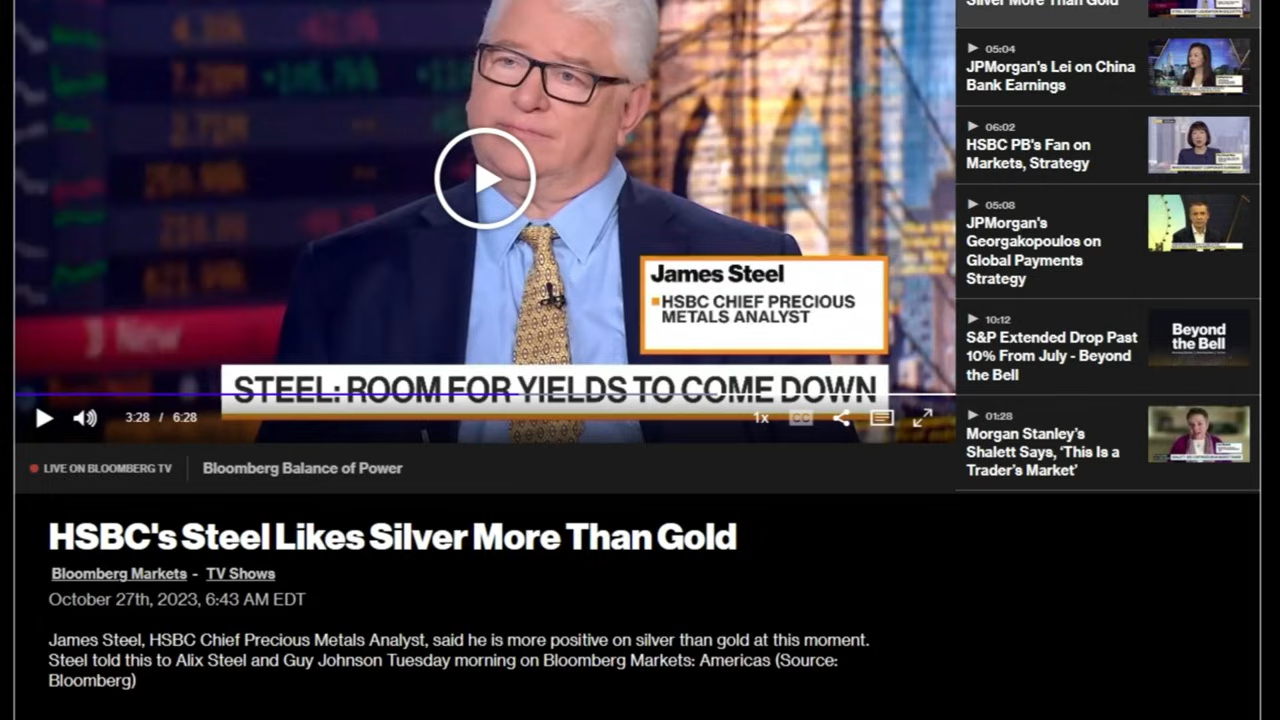 Silver More Than Gold
05:04
JPMorgan's Lei on China
Bank Earnings
06:02
HSBC PB's Fan on
Markets, Strategy
05:08
JPMorgan's
Georgakopoulos on
Global Payments
Strategy
10:12
S&P Extended Drop Past
10% From July - Beyond
the Bell
Beyond
the Bell
01:28
Morgan Stanley's
Shalett Says, 'This Is a
Trader's Market'
New
James Steel
HSBC CHIEF PRECIOUS
METALS ANALYST
STEEL: ROOM FOR YIELDS TO COME DOWN
3:28 / 6:28
1x CC
LIVE ON BLOOMBERG TV
Bloomberg Balance of Power
HSBC's Steel Likes Silver More Than Gold
Bloomberg Markets - TV Shows
October 27th, 2023, 6:43 AM EDT
James Steel, HSBC Chief Precious Metals Analyst, said he is more positive on silver than gold at this moment.
Steel told this to Alix Steel and Guy Johnson Tuesday morning on Bloomberg Markets: Americas (Source:
Bloomberg)